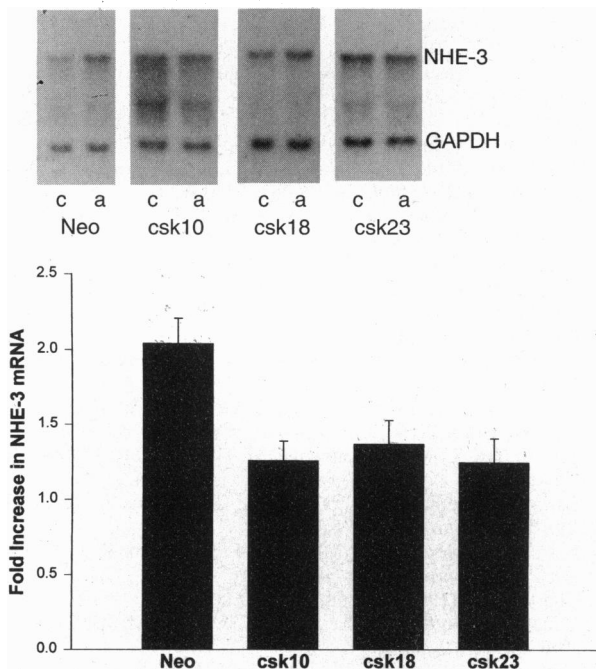 NHE-3
GAPDH
c a c a c a c a
Neo csk10 csk18 csk23
Fold Increase in NHE-3 mRNA
2.5
2.0
1.5
1.0
0.5
0.0
Neo csk10 csk18 csk23